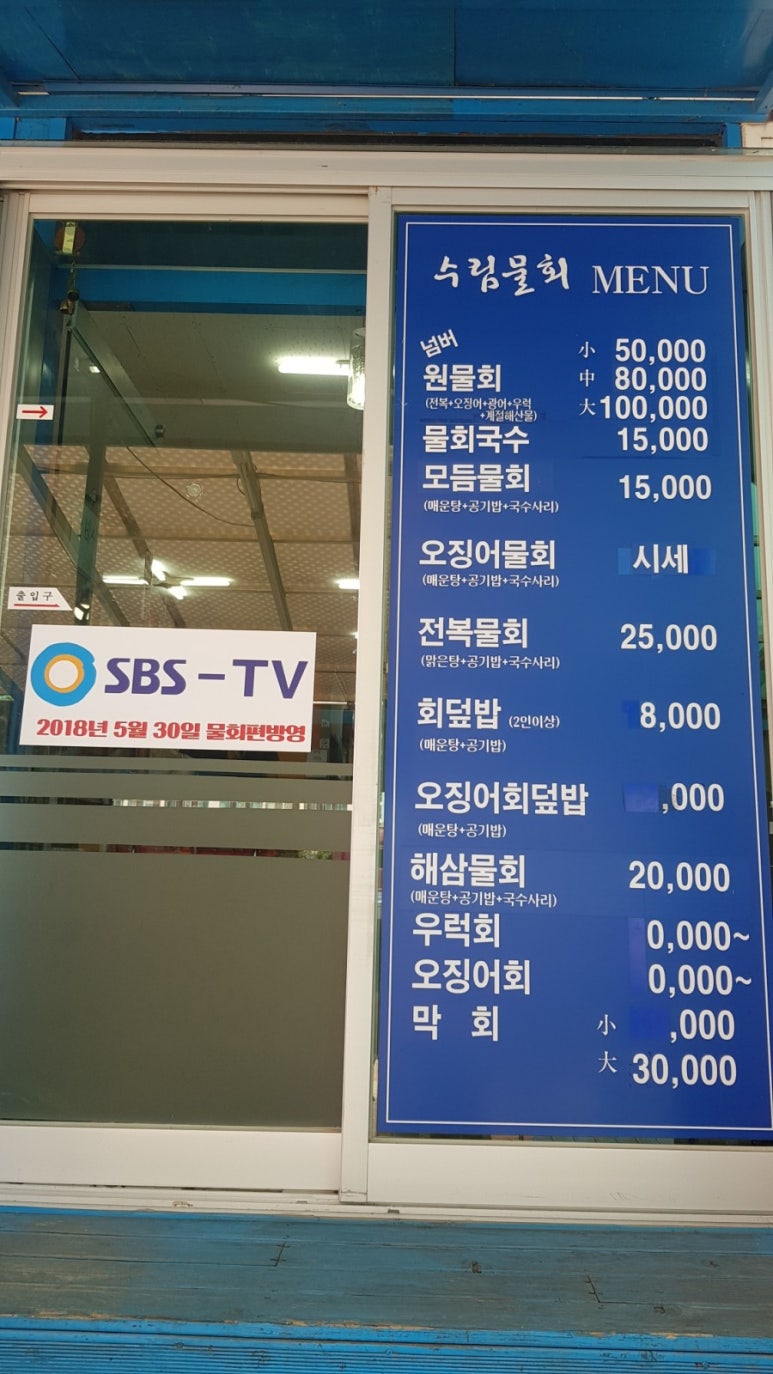 수림물회 MENU
넘버
원물회 小 50,000
中 80,000
(전복+오징어+광어+우럭
+계절해산물)
大 100,000
물회국수 15,000
모듬물회 15,000
(매운탕+공기밥+국수사리)
오징어물회 시세
(매운탕+공기밥+국수사리)
전복물회 25,000
(맑은탕+공기밥+국수사리)
회덮밥 (2인이상) 8,000
(매운탕+공기밥)
오징어회덮밥 ,000
(매운탕+공기밥)
해삼물회 20,000
(매운탕+공기밥+국수사리)
우럭회 0,000~
오징어회 0,000~
막 회 小 ,000
大 30,000
출입구
SBS-TV
2018년 5월 30일 물회편방영